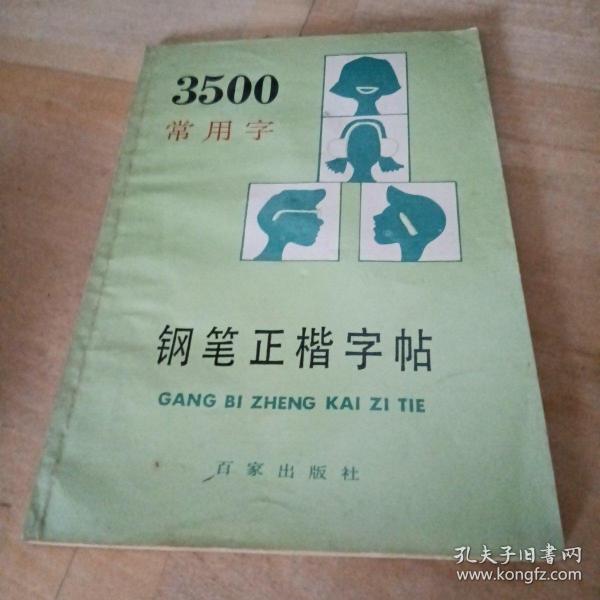 3500
常用字
钢笔正楷字帖
GANG BI ZHENG KAI ZI TIE
百家出版社
孔夫子旧书网
www.kongfz.com